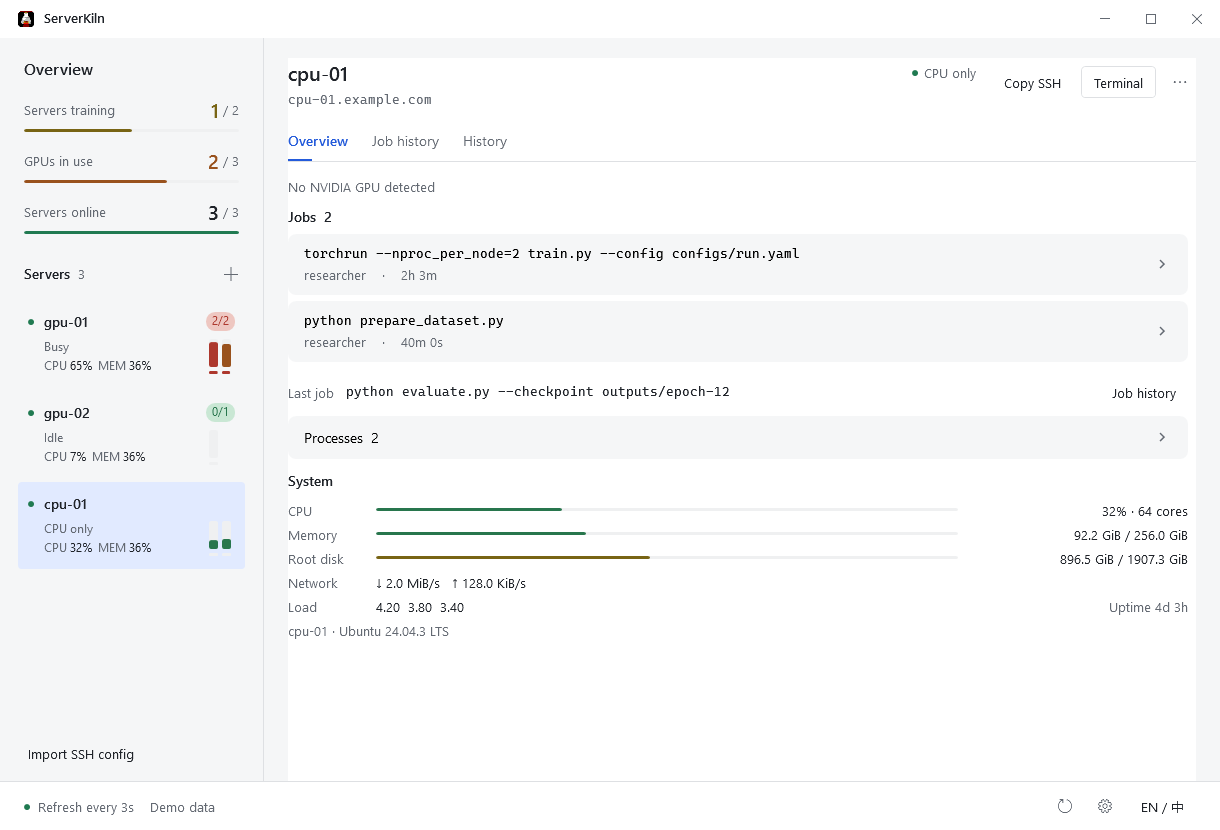 ServerKiln
Overview
Servers training 1 / 2
GPUs in use 2 / 3
Servers online 3 / 3
Servers 3
gpu-01 2/2
Busy
CPU 65% MEM 36%
gpu-02 0/1
Idle
CPU 7% MEM 36%
cpu-01
CPU only
CPU 32% MEM 36%
Import SSH config
cpu-01
cpu-01.example.com
CPU only
Copy SSH
Terminal
Overview Job history History
No NVIDIA GPU detected
Jobs 2
torchrun --nproc_per_node=2 train.py --config configs/run.yaml
researcher · 2h 3m
python prepare_dataset.py
researcher · 40m 0s
Last job python evaluate.py --checkpoint outputs/epoch-12 Job history
Processes 2
System
CPU 32% · 64 cores
Memory 92.2 GiB / 256.0 GiB
Root disk 896.5 GiB / 1907.3 GiB
Network ↓ 2.0 MiB/s ↑ 128.0 KiB/s
Load 4.20 3.80 3.40 Uptime 4d 3h
cpu-01 · Ubuntu 24.04.3 LTS
Refresh every 3s Demo data EN / 中